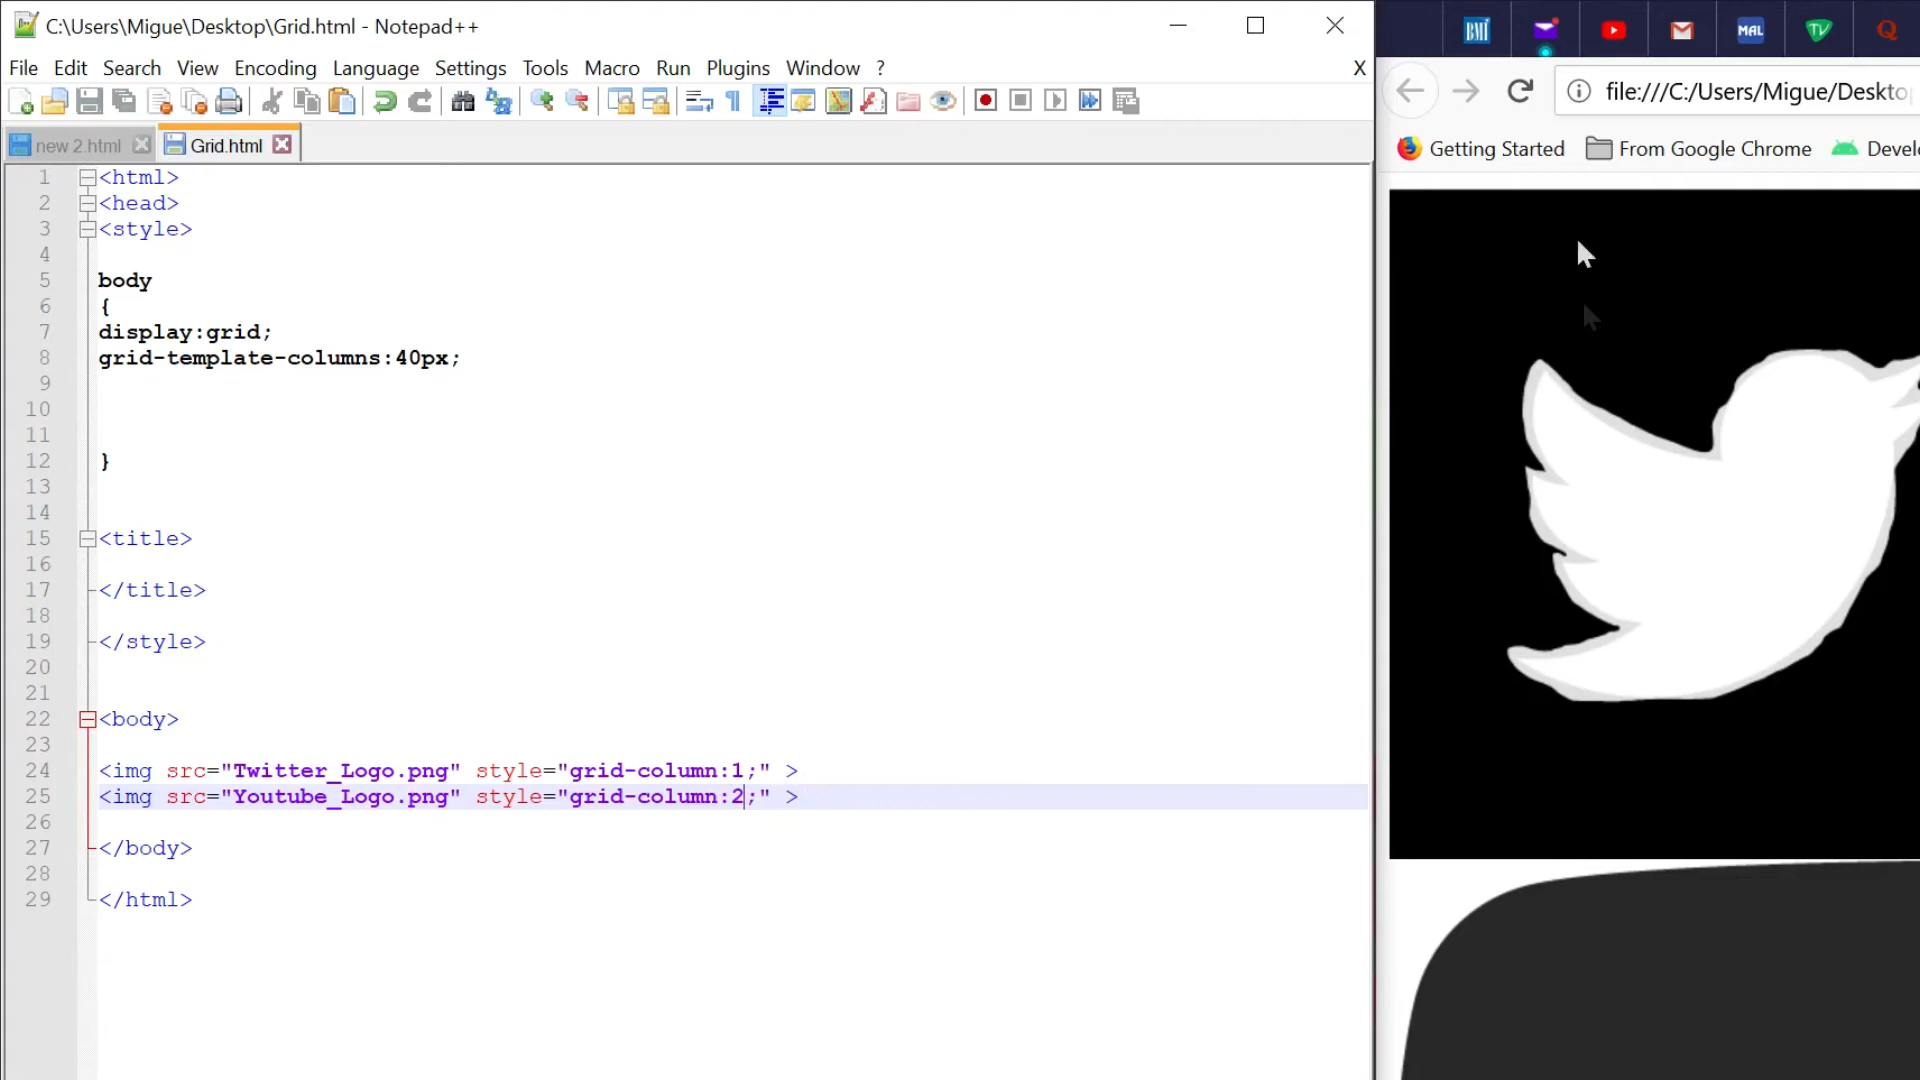 C:\Users\Migue\Desktop\Grid.html - Notepad++
File Edit Search View Encoding Language Settings Tools Macro Run Plugins Window ? X
new 2.html Grid.html
1 <html>
2 <head>
3 <style>
4
5 body
6 {
7 display:grid;
8 grid-template-columns:40px;
9
10
11
12 }
13
14
15 <title>
16
17 </title>
18
19 </style>
20
21
22 <body>
23
24 <img src="Twitter_Logo.png" style="grid-column:1;" >
25 <img src="Youtube_Logo.png" style="grid-column:2;" >
26
27 </body>
28
29 </html>
BMI MAL TV Q
file:///C:/Users/Migue/Deskto
Getting Started From Google Chrome Develo